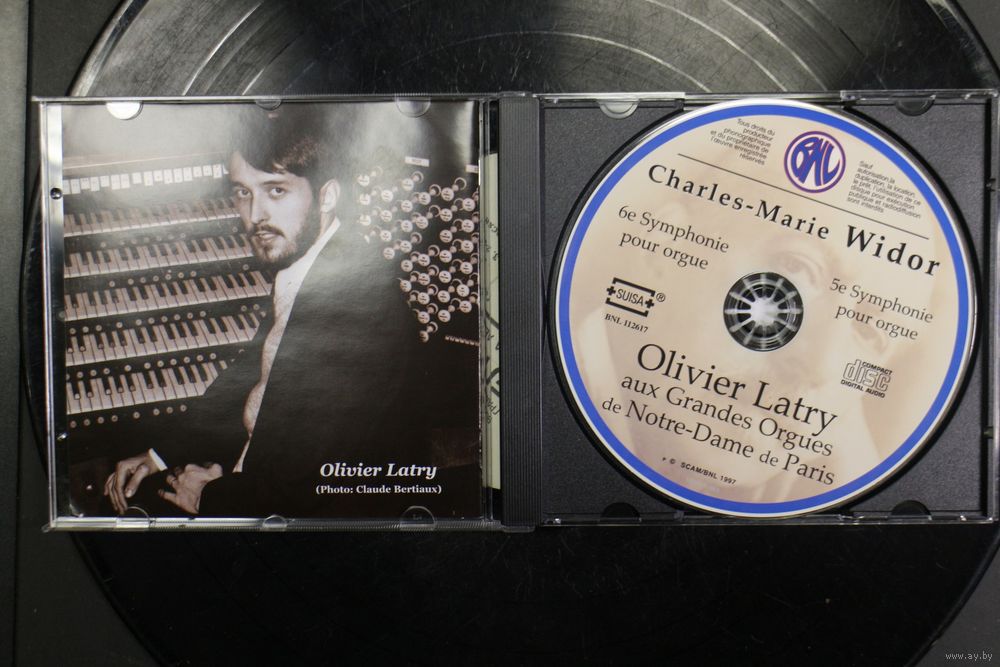 Olivier Latry
(Photo: Claude Bertiaux)
Tous droits du
producteur
phonographique
et du propriétaire de
l'œuvre enregistrée
réservés
BNL
Sauf
autorisation,la
duplication, la location,
le prêt, l'utilisation de ce
disque pour exécution
publique et radiodiffusion
sont interdits
Charles-Marie Widor
6e Symphonie
pour orgue
5e Symphonie
pour orgue
SUISA®
BNL 112617
COMPACT
disc
DIGITAL AUDIO
Olivier Latry
aux Grandes Orgues
de Notre-Dame de Paris
℗ © SCAM/BNL 1997
www.ay.by